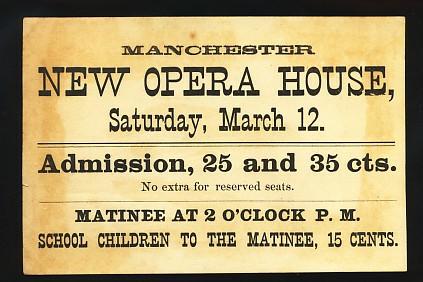 MANCHESTER
NEW OPERA HOUSE,
Saturday, March 12.
Admission, 25 and 35 cts.
No extra for reserved seats.
MATINEE AT 2 O'CLOCK P. M.
SCHOOL CHILDREN TO THE MATINEE, 15 CENTS.